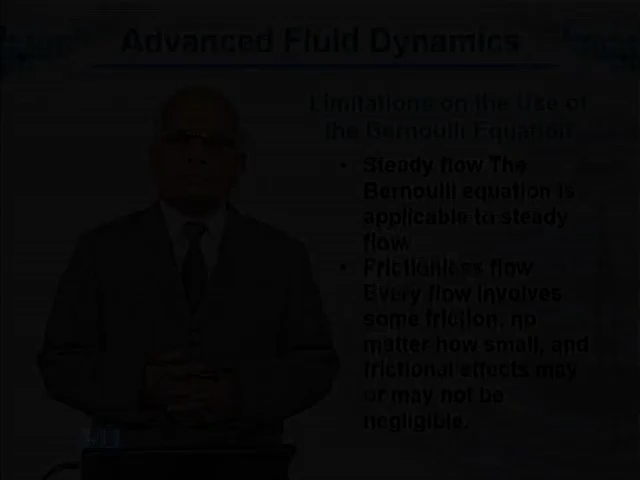 Advanced Fluid Dynamics
Limitations on the Use of
the Bernoulli Equation
• Steady flow The
Bernoulli equation is
applicable to steady
flow
• Frictionless flow
Every flow involves
some friction, no
matter how small, and
frictional effects may
or may not be
negligible.